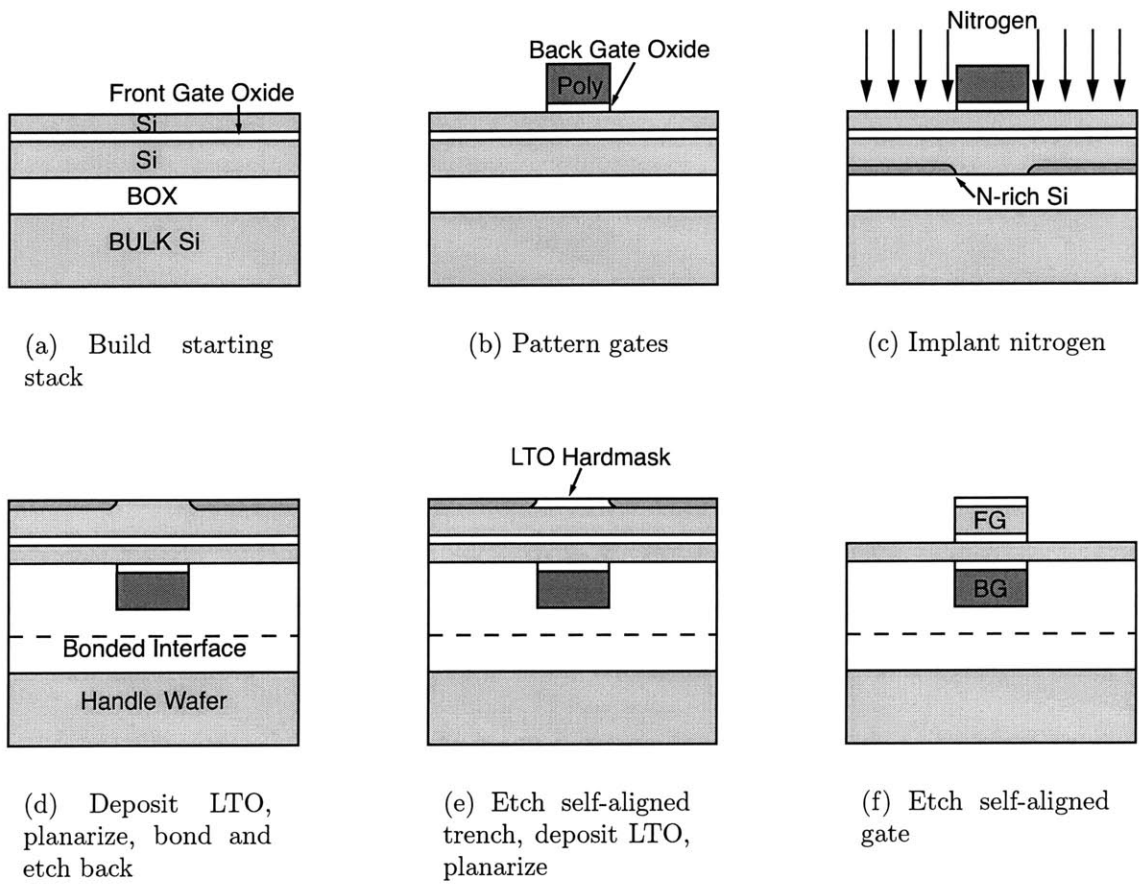 Front Gate Oxide
Si
Si
BOX
BULK Si
(a) Build starting
stack
Back Gate Oxide
Poly
(b) Pattern gates
Nitrogen
N-rich Si
(c) Implant nitrogen
Bonded Interface
Handle Wafer
(d) Deposit LTO,
planarize, bond and
etch back
LTO Hardmask
(e) Etch self-aligned
trench, deposit LTO,
planarize
FG
BG
(f) Etch self-aligned
gate